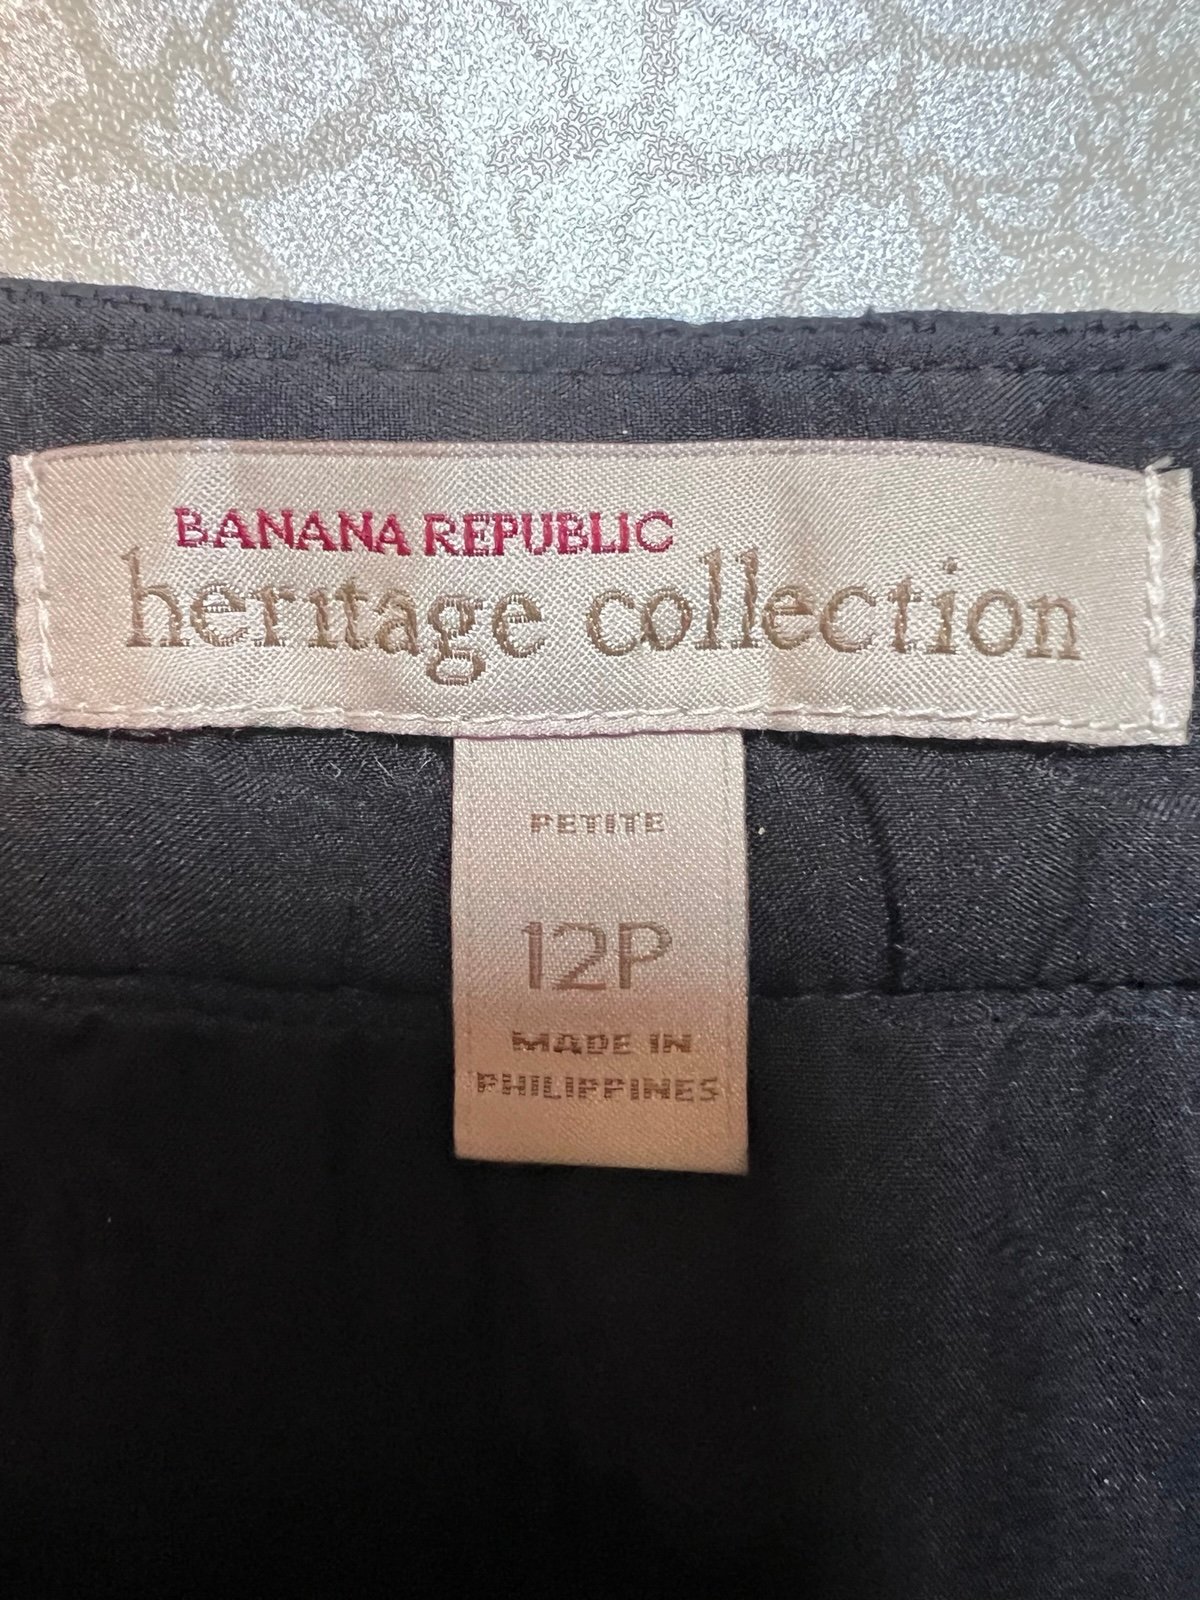 BANANA REPUBLIC
heritage collection
PETITE
12P
MADE IN
PHILIPPINES